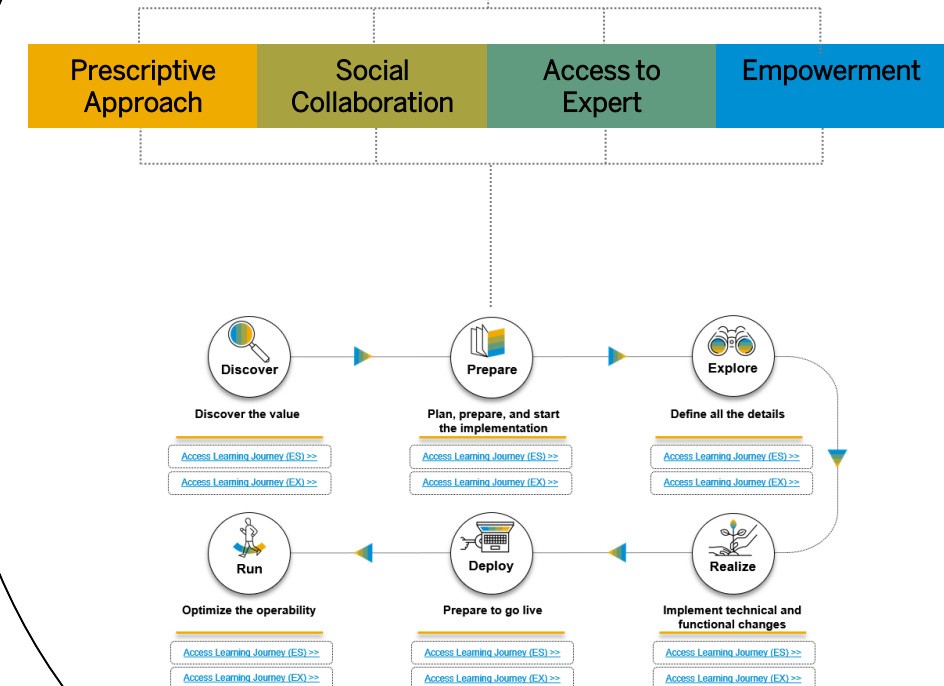 Prescriptive
Approach
Social
Collaboration
Access to
Expert
Empowerment
Discover
Discover the value
Access Learning Journey (ES) >>
Access Learning Journey (EX) >>
Prepare
Plan, prepare, and start
the implementation
Access Learning Journey (ES) >>
Access Learning Journey (EX) >>
Explore
Define all the details
Access Learning Journey (ES) >>
Access Learning Journey (EX) >>
Run
Optimize the operability
Access Learning Journey (ES) >>
Access Learning Journey (EX) >>
Deploy
Prepare to go live
Access Learning Journey (ES) >>
Access Learning Journey (EX) >>
Realize
Implement technical and
functional changes
Access Learning Journey (ES) >>
Access Learning Journey (EX) >>